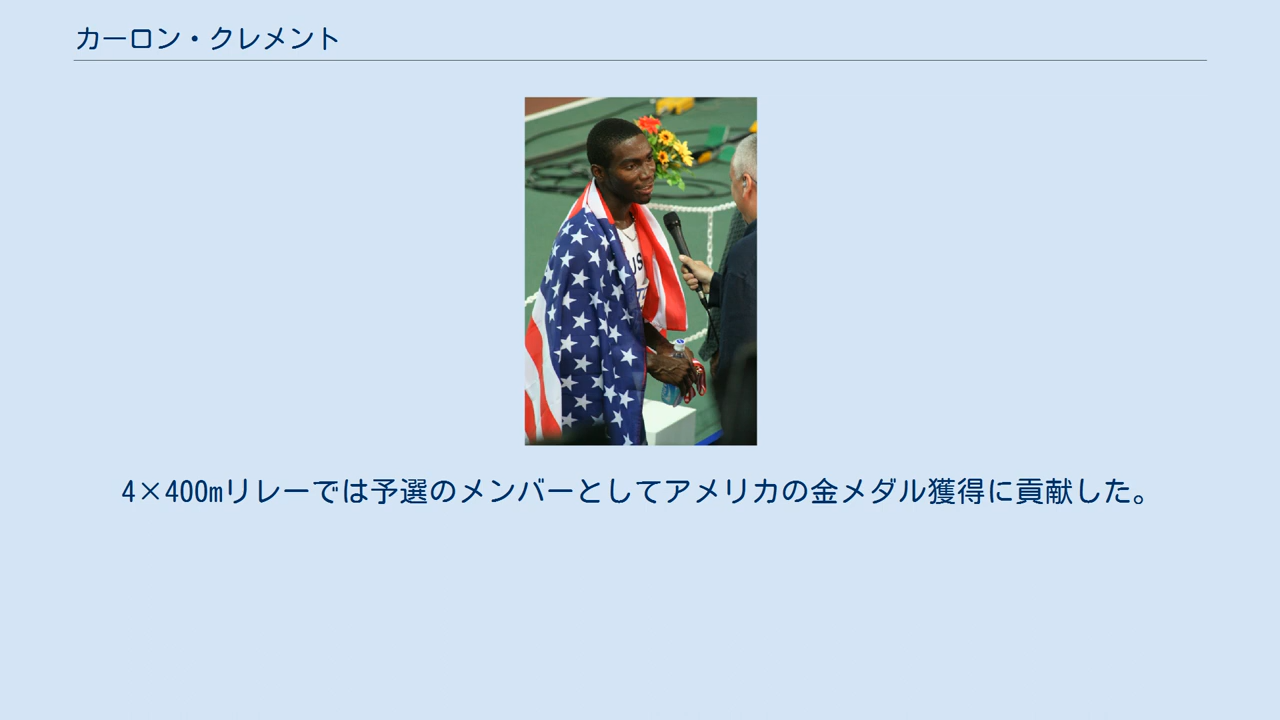 カーロン・クレメント
US
4×400mリレーでは予選のメンバーとしてアメリカの金メダル獲得に貢献した。